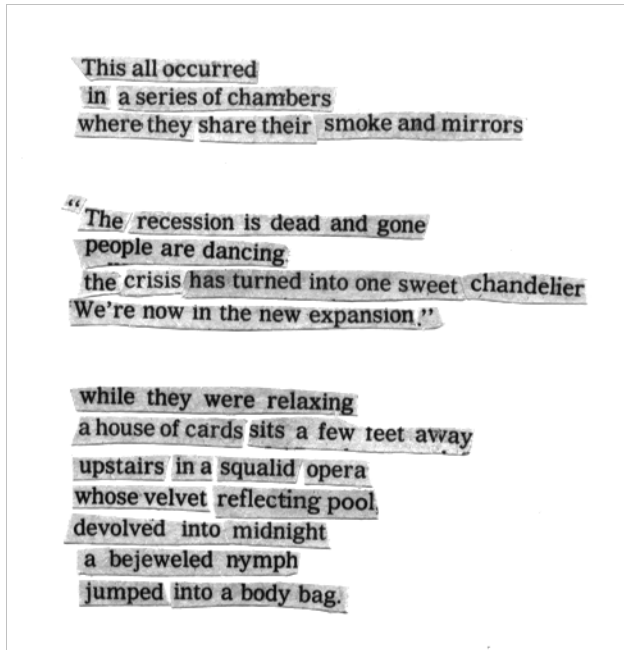 This all occurred
in a series of chambers
where they share their smoke and mirrors
“The recession is dead and gone
people are dancing
the crisis has turned into one sweet chandelier
We're now in the new expansion.”
while they were relaxing
a house of cards sits a few feet away
upstairs in a squalid opera
whose velvet reflecting pool,
devolved into midnight
a bejeweled nymph
jumped into a body bag.